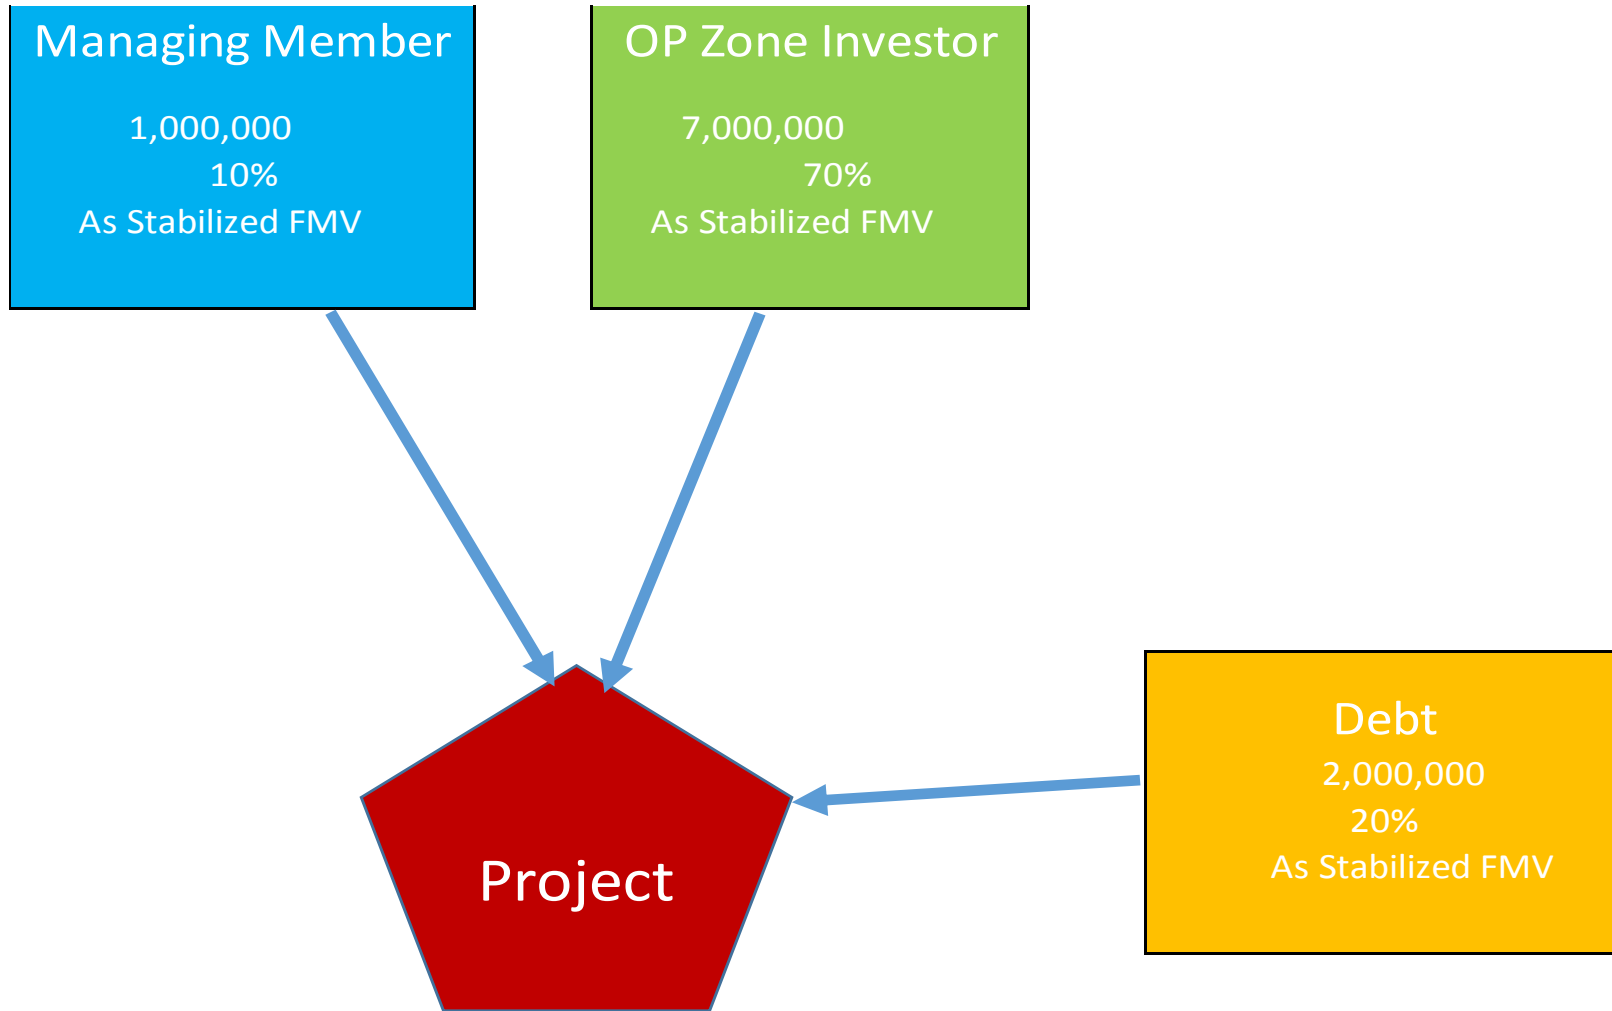 Managing Member
1,000,000
10%
As Stabilized FMV
OP Zone Investor
7,000,000
70%
As Stabilized FMV
Debt
2,000,000
20%
As Stabilized FMV
Project